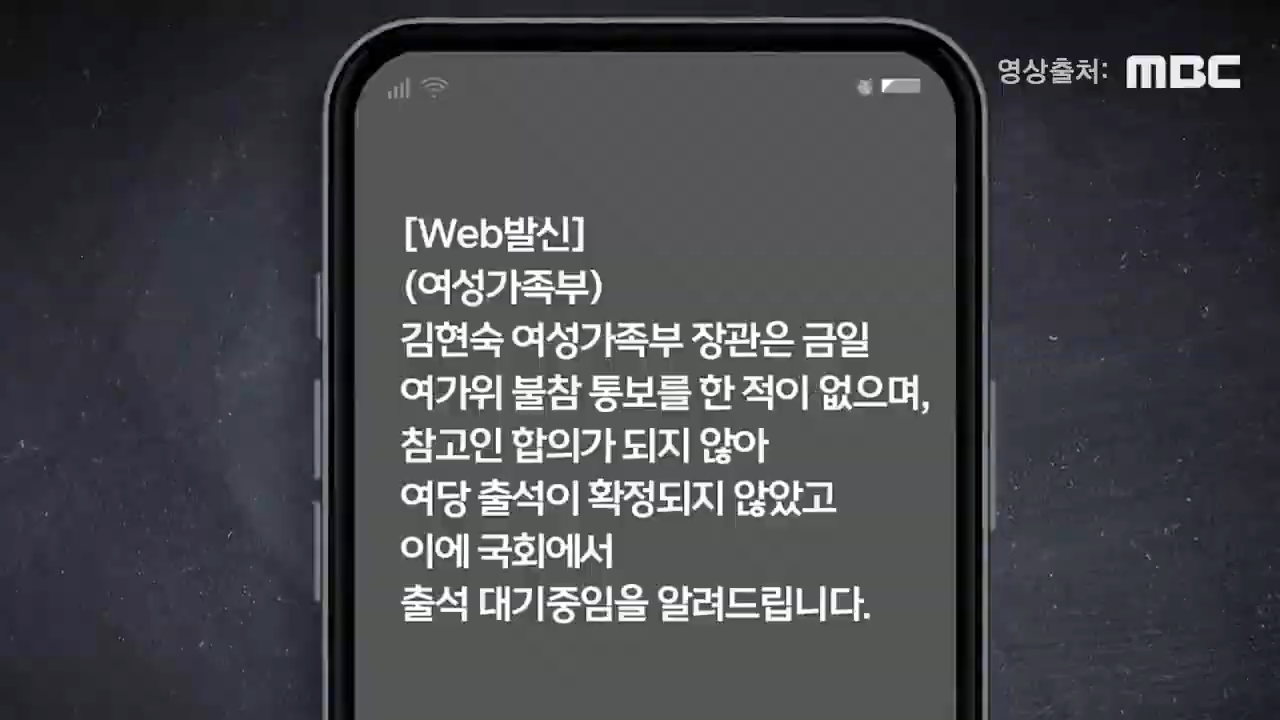 영상출처: MBC
[Web발신]
(여성가족부)
김현숙 여성가족부 장관은 금일
여가위 불참 통보를 한 적이 없으며,
참고인 합의가 되지 않아
여당 출석이 확정되지 않았고
이에 국회에서
출석 대기중임을 알려드립니다.